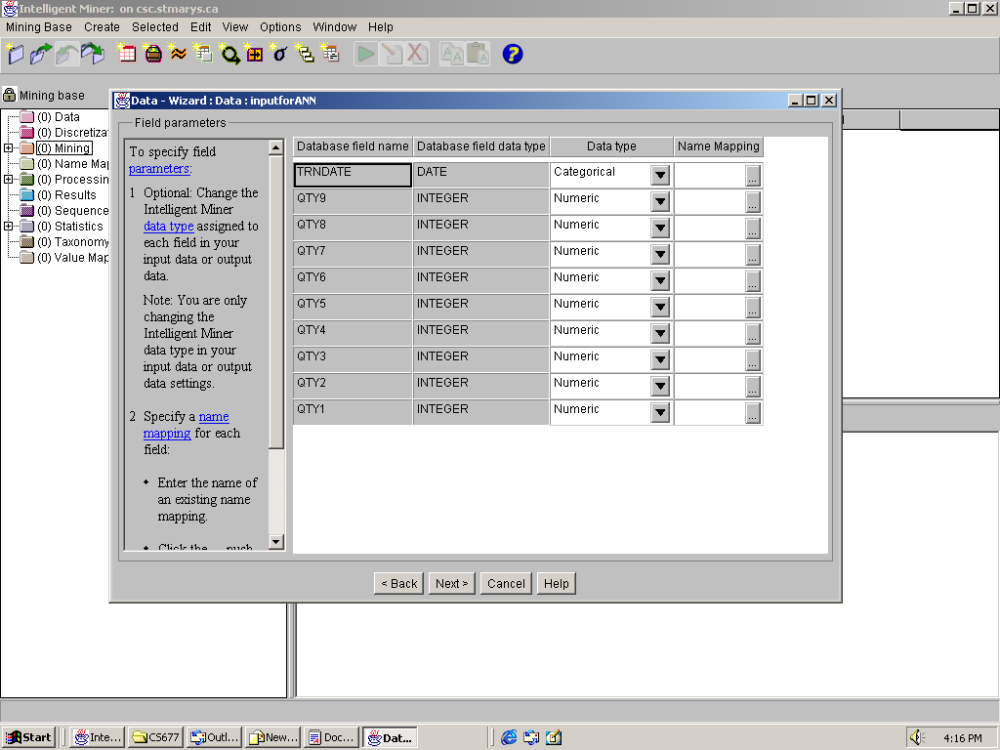 Intelligent Miner: on csc.stmarys.ca
Mining Base Create Selected Edit View Options Window Help
Mining base
(0) Data
(0) Discretiza
(0) Mining
(0) Name Map
(0) Processin
(0) Results
(0) Sequence
(0) Statistics
(0) Taxonomy
(0) Value Map
Data - Wizard : Data : inputforANN
Field parameters
To specify field
parameters:
1 Optional: Change the
Intelligent Miner
data type assigned to
each field in your
input data or output
data.
Note: You are only
changing the
Intelligent Miner
data type in your
input data or output
data settings.
2 Specify a name
mapping for each
field:
• Enter the name of
an existing name
mapping.
• Click the ... push
Database field name Database field data type Data type Name Mapping
TRNDATE DATE Categorical ...
QTY9 INTEGER Numeric ...
QTY8 INTEGER Numeric ...
QTY7 INTEGER Numeric ...
QTY6 INTEGER Numeric ...
QTY5 INTEGER Numeric ...
QTY4 INTEGER Numeric ...
QTY3 INTEGER Numeric ...
QTY2 INTEGER Numeric ...
QTY1 INTEGER Numeric ...
< Back Next > Cancel Help
Start Inte... CS677 Outl... New... Doc... Dat... 4:16 PM